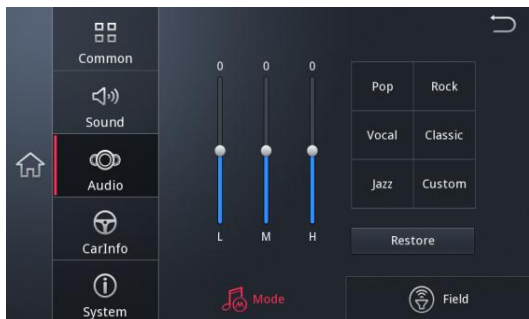 Common
Sound
Audio
CarInfo
System
0 0 0
L M H
Pop Rock
Vocal Classic
Jazz Custom
Restore
Mode
Field